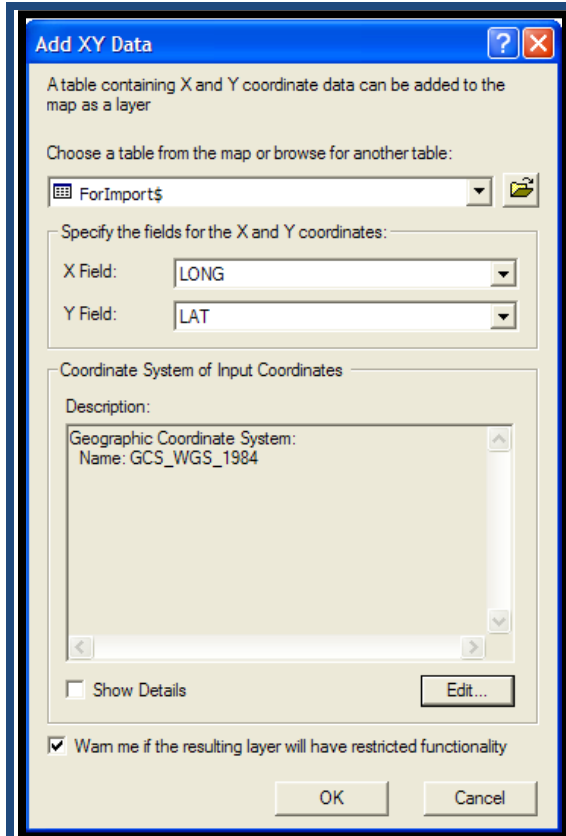 Add XY Data
A table containing X and Y coordinate data can be added to the
map as a layer
Choose a table from the map or browse for another table:
ForImport$
Specify the fields for the X and Y coordinates:
X Field:
LONG
Y Field:
LAT
Coordinate System of Input Coordinates
Description:
Geographic Coordinate System:
Name: GCS_WGS_1984
Show Details
Edit...
Warn me if the resulting layer will have restricted functionality
OK
Cancel